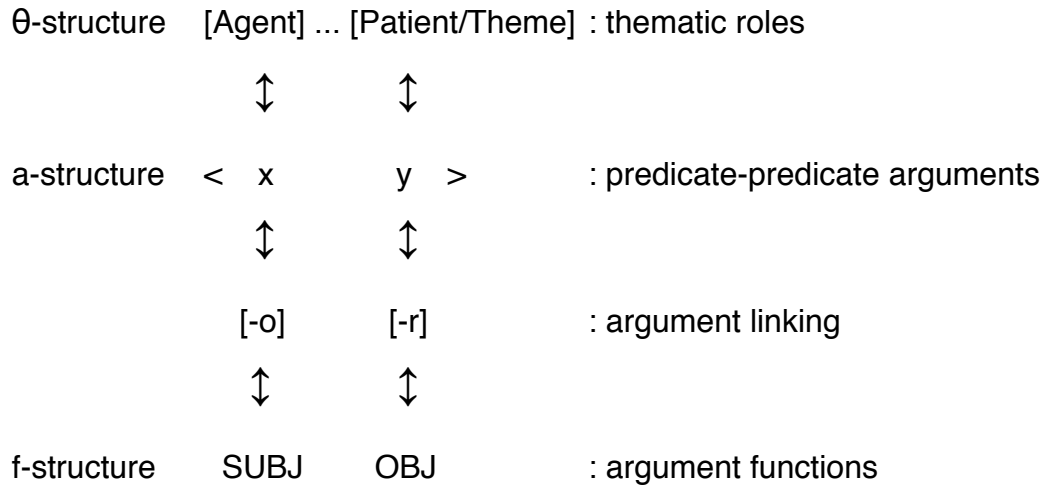 θ-structure [Agent] ... [Patient/Theme] : thematic roles
↕ ↕
a-structure < x y > : predicate-predicate arguments
↕ ↕
[-o] [-r] : argument linking
↕ ↕
f-structure SUBJ OBJ : argument functions